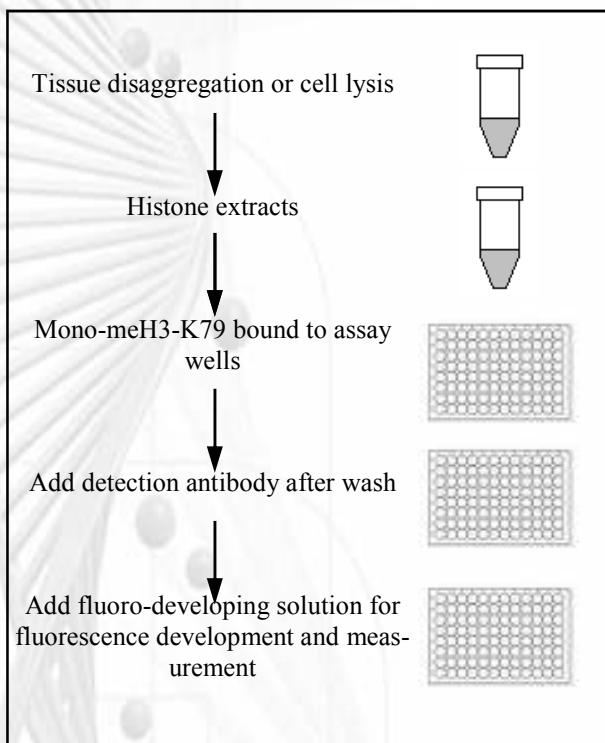 Tissue disaggregation or cell lysis
Histone extracts
Mono-meH3-K79 bound to assay
wells
Add detection antibody after wash
Add fluoro-developing solution for
fluorescence development and meas-
urement